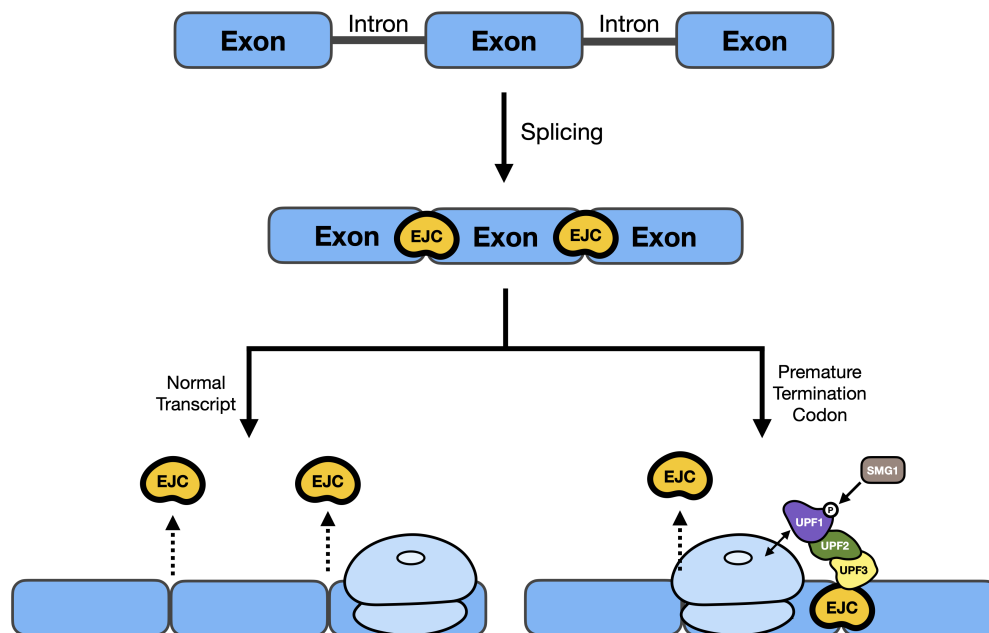 Exon Intron Exon Intron Exon
Splicing
Exon EJC Exon EJC Exon
Normal
Transcript
Premature
Termination
Codon
EJC
EJC
EJC
SMG1
P
UPF1
UPF2
UPF3
EJC